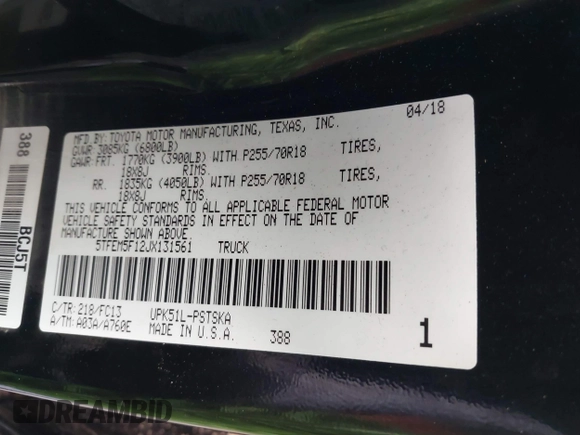 MFD.BY:TOYOTA MOTOR MANUFACTURING, TEXAS, INC. 04/18
GVWR 3085KG (6800LB)
GAWR:FRT. 1770KG (3900LB) WITH P255/70R18 TIRES,
18X8J RIMS.
RR. 1835KG (4050LB) WITH P255/70R18 TIRES,
18X8J RIMS.
THIS VEHICLE CONFORMS TO ALL APPLICABLE FEDERAL MOTOR
VEHICLE SAFETY STANDARDS IN EFFECT ON THE DATE OF
MANUFACTURE SHOWN ABOVE.
5TFEM5F12JX131561 TRUCK
C/TR:218/FC13 UPK51L-PSTSKA
A/TM:A03A/A760E MADE IN U.S.A. 388 1
388
BCJ5T
DREAMBID